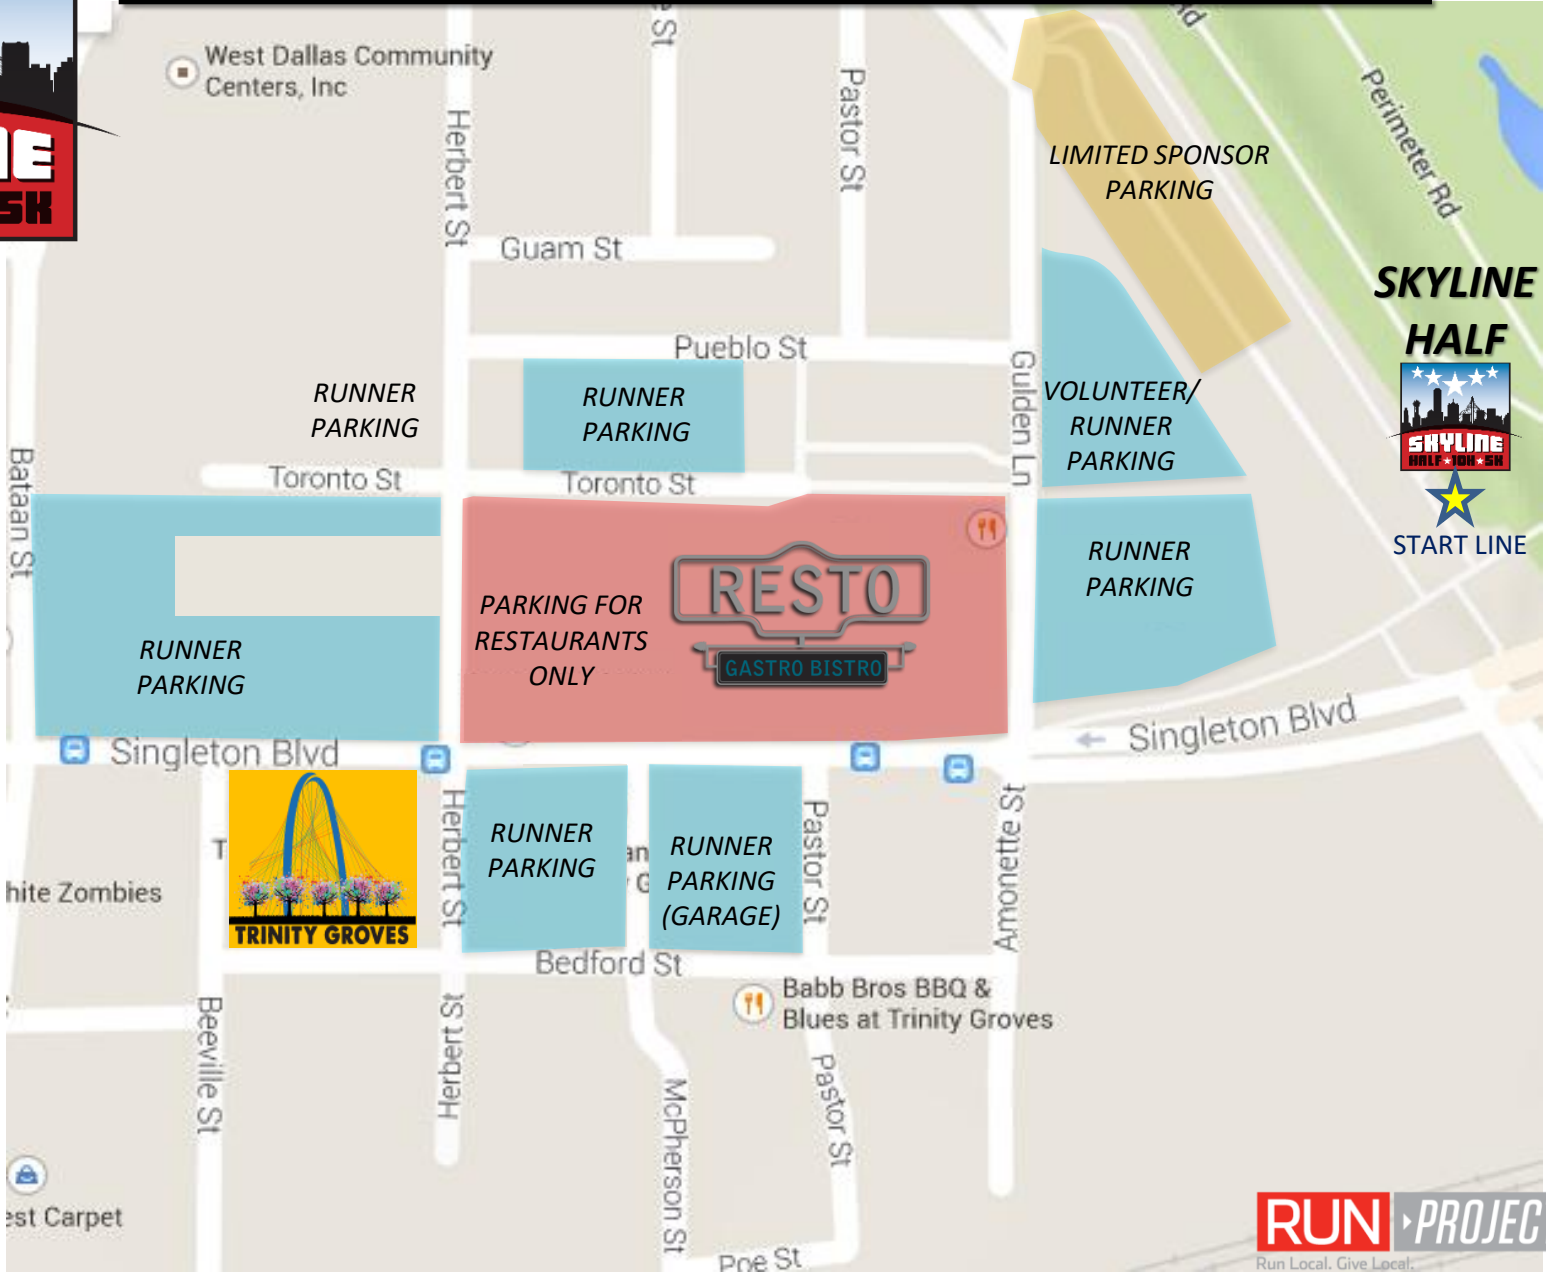 West Dallas Community
Centers, Inc
e St
Rd
Pastor St
Perimeter Rd
Herbert St
NE
5K
LIMITED SPONSOR
PARKING
Guam St
SKYLINE
HALF
SKYLINE
HALF★10K★5K
START LINE
Pueblo St
Gulden Ln
RUNNER
PARKING
RUNNER
PARKING
VOLUNTEER/
RUNNER
PARKING
Bataan St
Toronto St
Toronto St
RUNNER
PARKING
PARKING FOR
RESTAURANTS
ONLY
RESTO
GASTRO BISTRO
RUNNER
PARKING
Singleton Blvd
Singleton Blvd
TRINITY GROVES
T
hite Zombies
Herbert St
RUNNER
PARKING
an
G
RUNNER
PARKING
(GARAGE)
Pastor St
Amonette St
Bedford St
Babb Bros BBQ &
Blues at Trinity Groves
Beeville St
Herbert St
McPherson St
Pastor St
est Carpet
Poe St
RUN PROJEC
Run Local. Give Local.